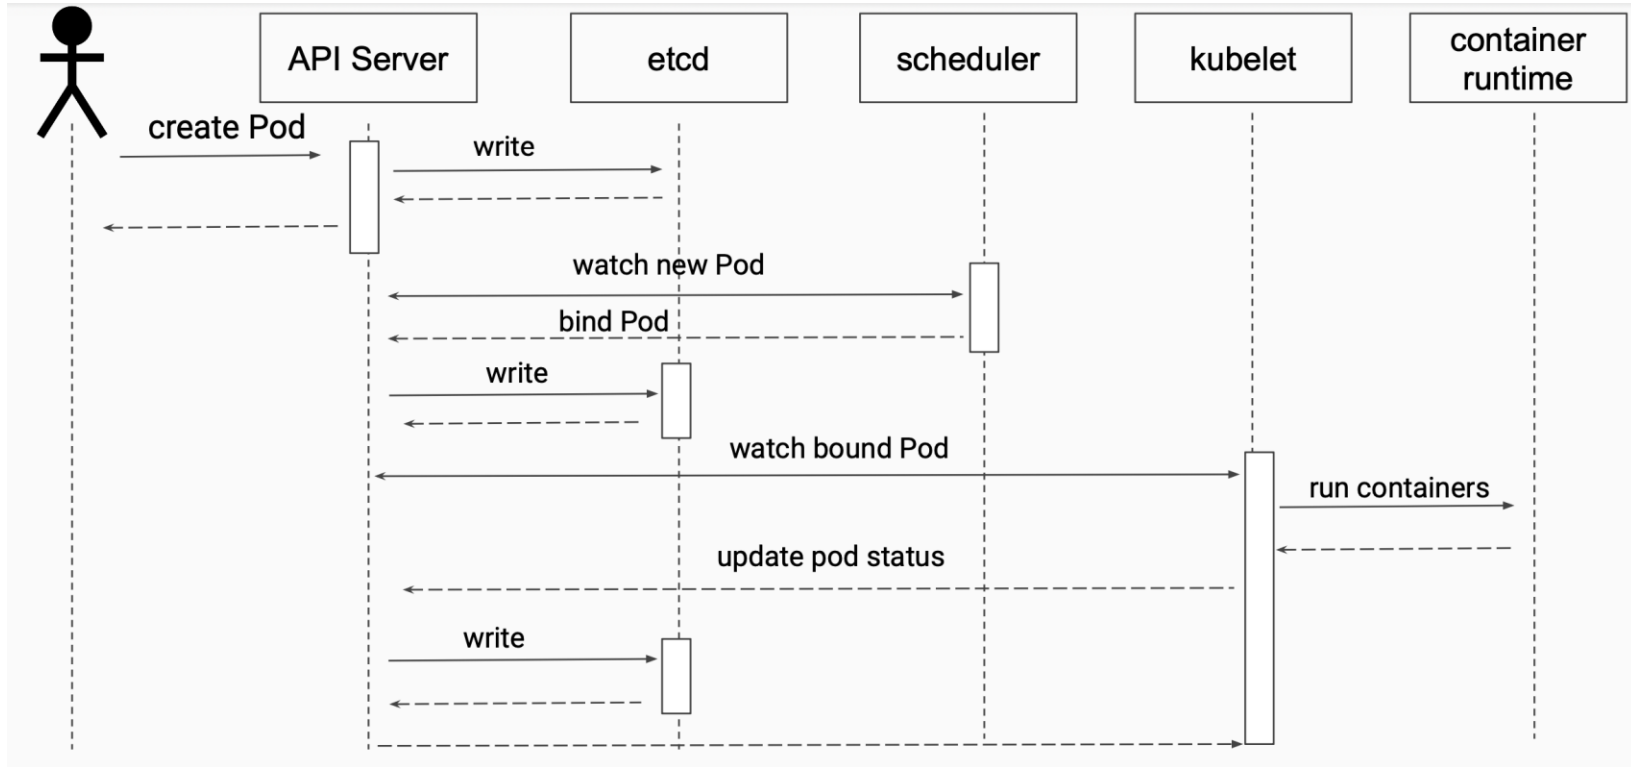 API Server
etcd
scheduler
kubelet
container
runtime
create Pod
write
watch new Pod
bind Pod
write
watch bound Pod
run containers
update pod status
write